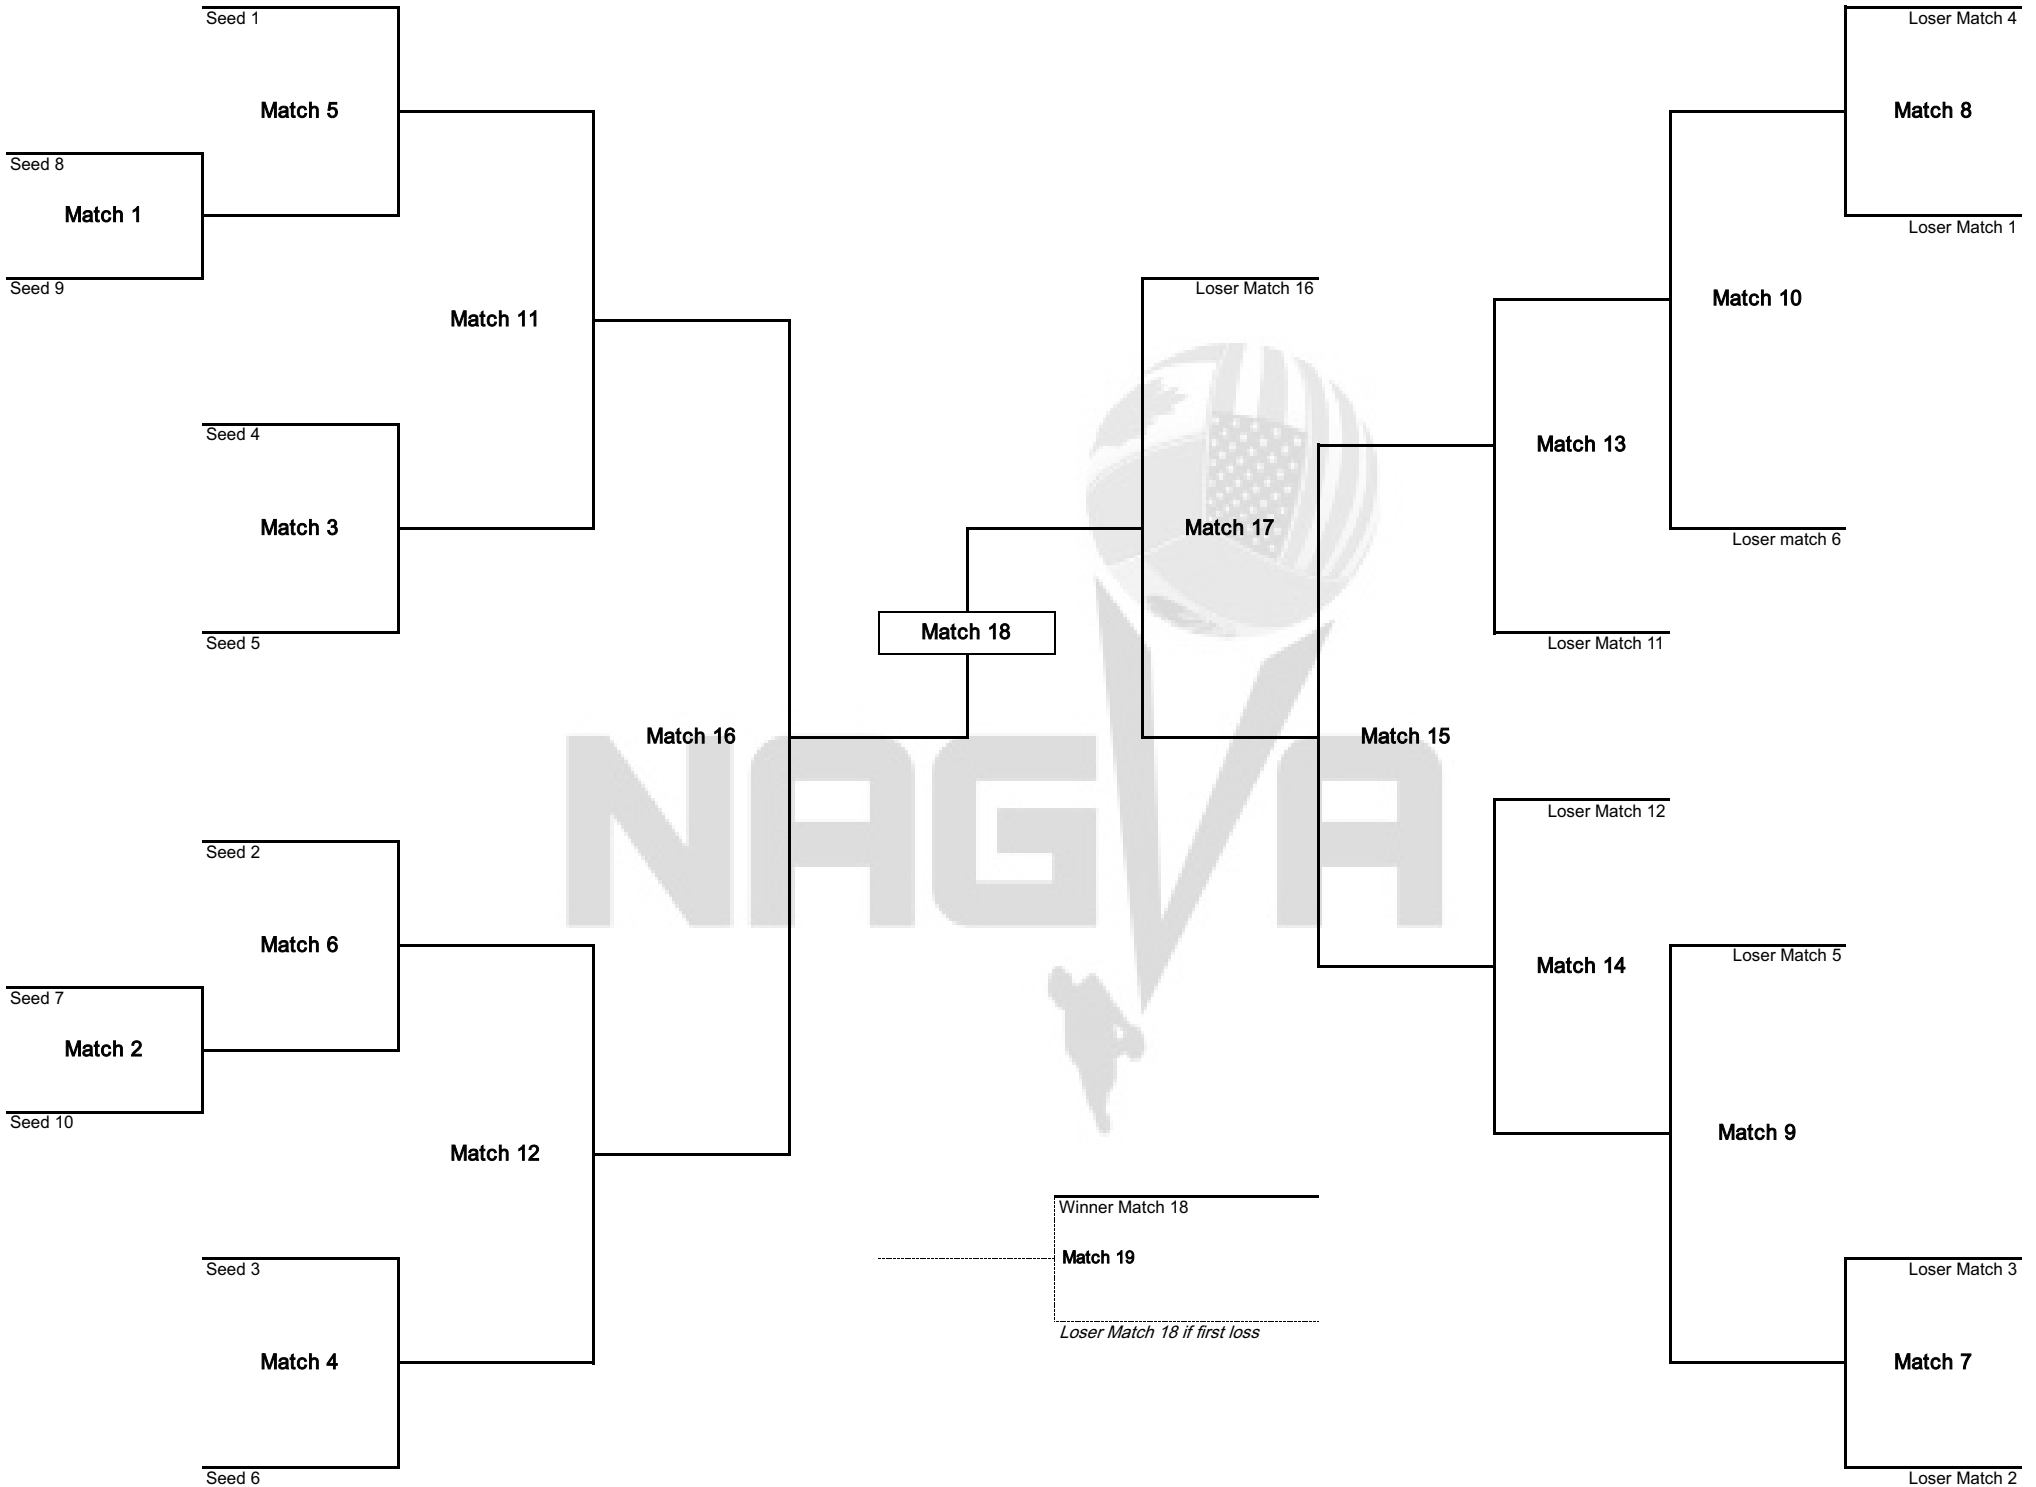 Seed 1
Loser Match 4
Match 5
Match 8
Seed 8
Match 1
Loser Match 1
Seed 9
Loser Match 16
Match 10
Match 11
Seed 4
Match 13
Match 3
Match 17
Loser match 6
Match 18
Seed 5
Loser Match 11
Match 16
Match 15
NAGVA
Loser Match 12
Seed 2
Match 6
Loser Match 5
Match 14
Seed 7
Match 2
Seed 10
Match 9
Match 12
Winner Match 18
Match 19
Seed 3
Loser Match 3
Loser Match 18 if first loss
Match 4
Match 7
Seed 6
Loser Match 2